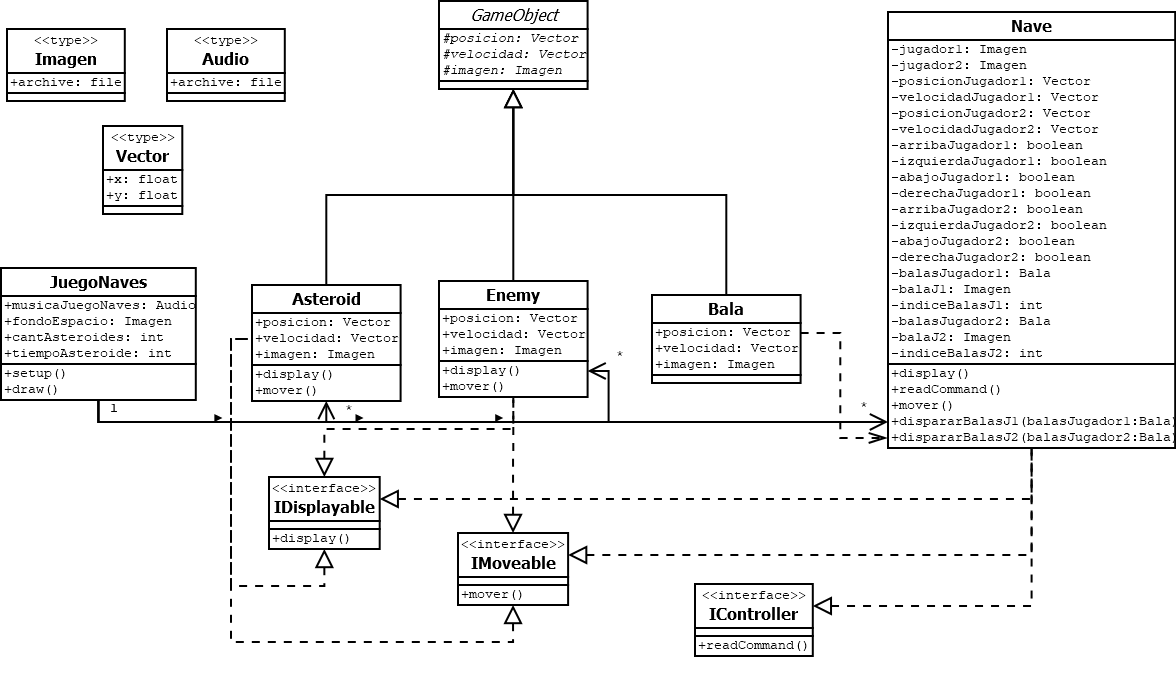 GameObject
#posicion: Vector
#velocidad: Vector
#imagen: Imagen
<<type>>
Imagen
+archive: file
<<type>>
Audio
+archive: file
<<type>>
Vector
+x: float
+y: float
Nave
-jugador1: Imagen
-jugador2: Imagen
-posicionJugador1: Vector
-velocidadJugador1: Vector
-posicionJugador2: Vector
-velocidadJugador2: Vector
-arribaJugador1: boolean
-izquierdaJugador1: boolean
-abajoJugador1: boolean
-derechaJugador1: boolean
-arribaJugador2: boolean
-izquierdaJugador2: boolean
-abajoJugador2: boolean
-derechaJugador2: boolean
-balasJugador1: Bala
-balaJ1: Imagen
-indiceBalasJ1: int
-balasJugador2: Bala
-balaJ2: Imagen
-indiceBalasJ2: int
+display()
+readCommand()
+mover()
+dispararBalasJ1(balasJugador1:Bala)
+dispararBalasJ2(balasJugador2:Bala)
JuegoNaves
+musicaJuegoNaves: Audio
+fondoEspacio: Imagen
+cantAsteroides: int
+tiempoAsteroide: int
+setup()
+draw()
Asteroid
+posicion: Vector
+velocidad: Vector
+imagen: Imagen
+display()
+mover()
Enemy
+posicion: Vector
+velocidad: Vector
+imagen: Imagen
+display()
+mover()
Bala
+posicion: Vector
+velocidad: Vector
+imagen: Imagen
1
*
*
*
<<interface>>
IDisplayable
+display()
<<interface>>
IMoveable
+mover()
<<interface>>
IController
+readCommand()